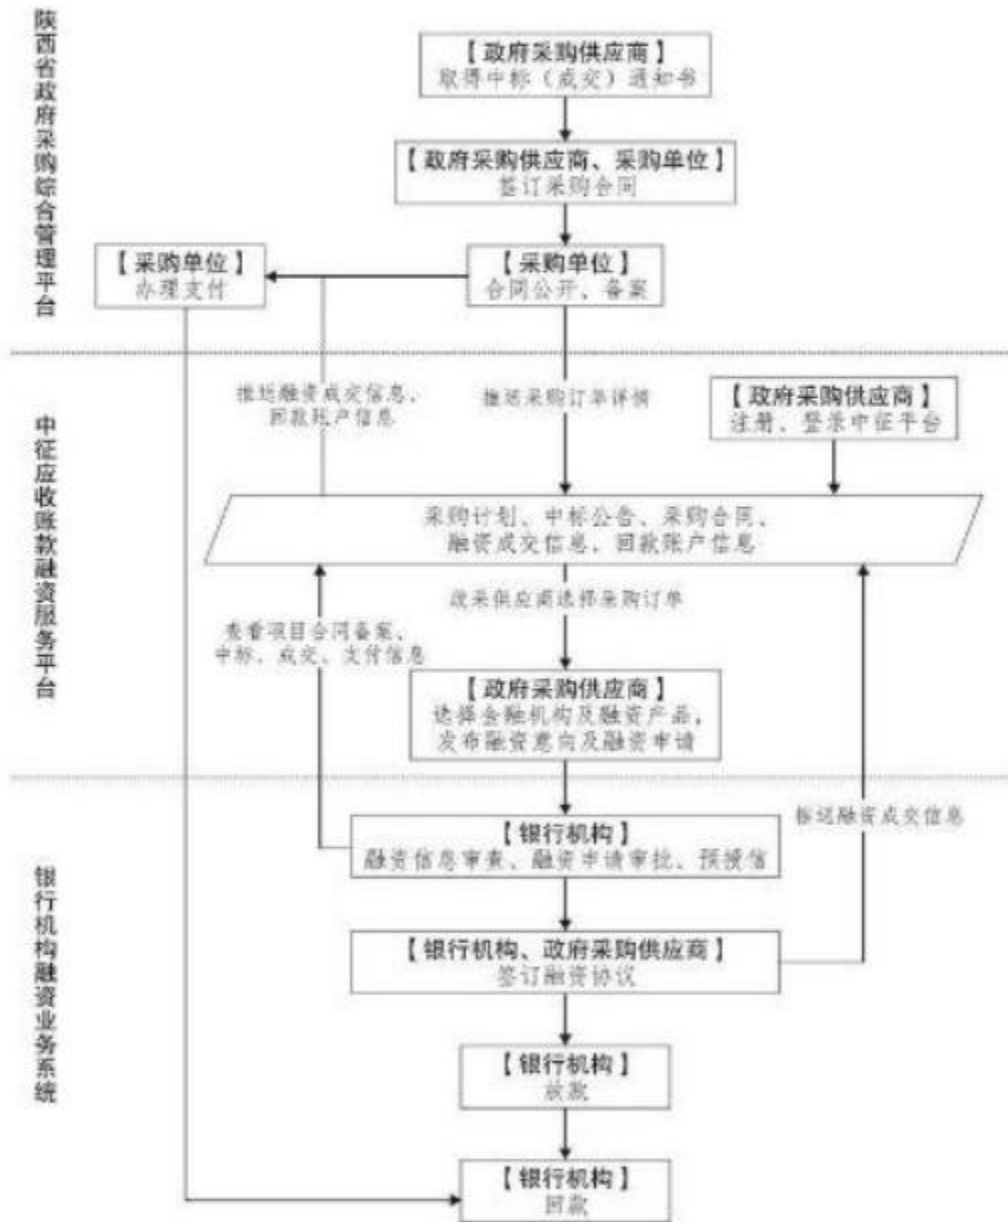 陕西省政府采购综合管理平台
【政府采购供应商】
取得中标（成交）通知书
【政府采购供应商、采购单位】
签订采购合同
【采购单位】
办理支付
【采购单位】
合同公开、备案
中征应收账款融资服务平台
推送融资成交信息、
回款账户信息
推送采购订单详情
【政府采购供应商】
注册、登录中征平台
采购计划、中标公告、采购合同、
融资成交信息、回款账户信息
政采供应商选择采购订单
查看项目合同备案、
中标、成交、支付信息
【政府采购供应商】
选择金融机构及融资产品，
发布融资意向及融资申请
银行机构融资业务系统
【银行机构】
融资信息审查、融资申请审批、预授信
推送融资成交信息
【银行机构、政府采购供应商】
签订融资协议
【银行机构】
放款
【银行机构】
回款